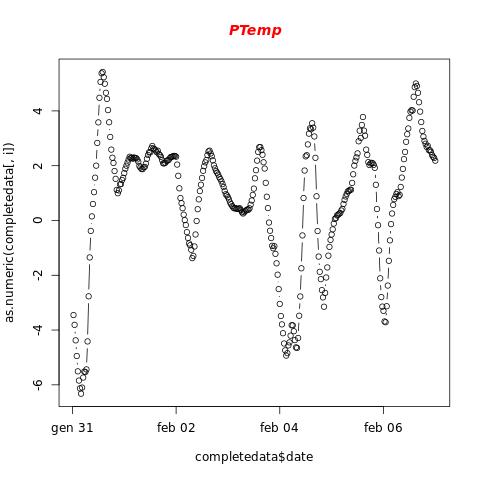 PTemp
as.numeric(completedata[, i])
4
2
0
-2
-4
-6
gen 31
feb 02
feb 04
feb 06
completedata$date